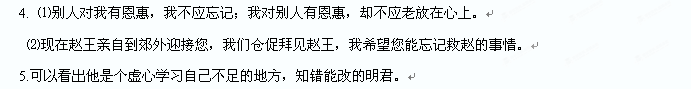 4. (1)别人对我有恩惠，我不应忘记；我对别人有恩惠，却不应老放在心上。
(2)现在赵王亲自到郊外迎接您，我们仓促拜见赵王，我希望您能忘记救赵的事情。
5.可以看出他是个虚心学习自己不足的地方，知错能改的明君。